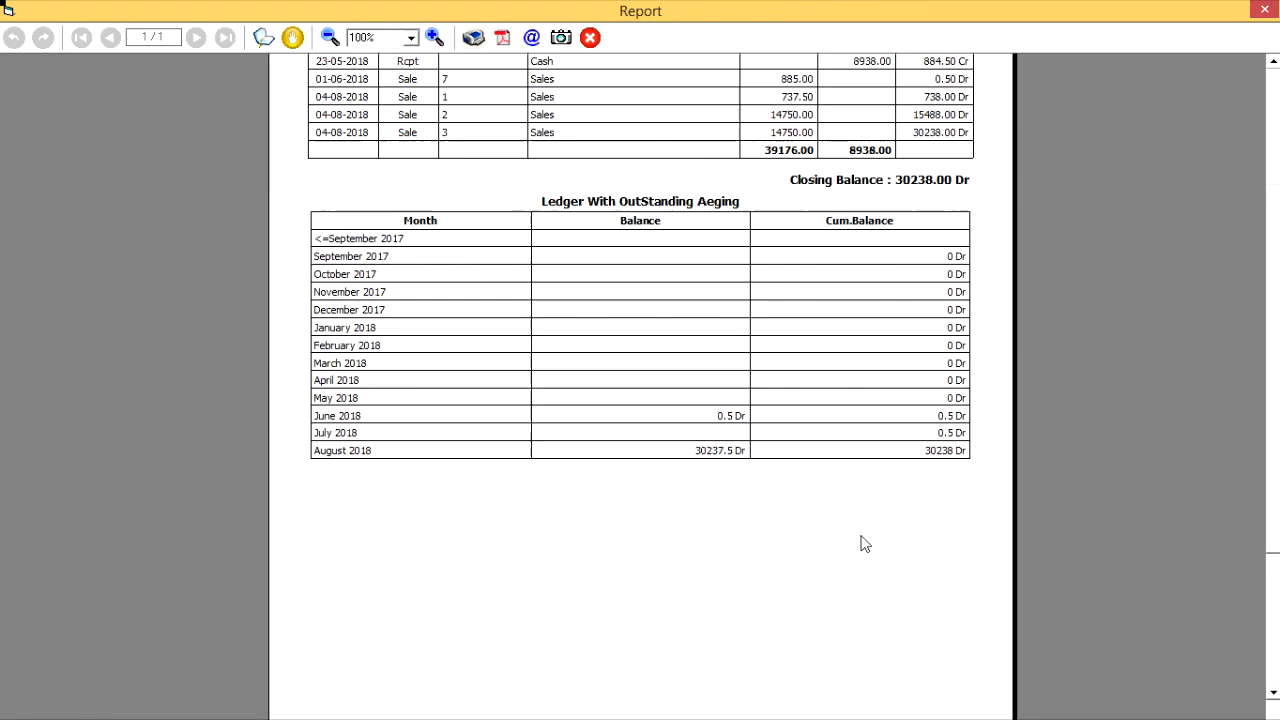 Report
1 / 1 100%
23-05-2018 Rcpt Cash 8938.00 884.50 Cr
01-06-2018 Sale 7 Sales 885.00 0.50 Dr
04-08-2018 Sale 1 Sales 737.50 738.00 Dr
04-08-2018 Sale 2 Sales 14750.00 15488.00 Dr
04-08-2018 Sale 3 Sales 14750.00 30238.00 Dr
39176.00 8938.00
Closing Balance : 30238.00 Dr
Ledger With OutStanding Aeging
Month Balance Cum.Balance
<=September 2017
September 2017 0 Dr
October 2017 0 Dr
November 2017 0 Dr
December 2017 0 Dr
January 2018 0 Dr
February 2018 0 Dr
March 2018 0 Dr
April 2018 0 Dr
May 2018 0 Dr
June 2018 0.5 Dr 0.5 Dr
July 2018 0.5 Dr
August 2018 30237.5 Dr 30238 Dr